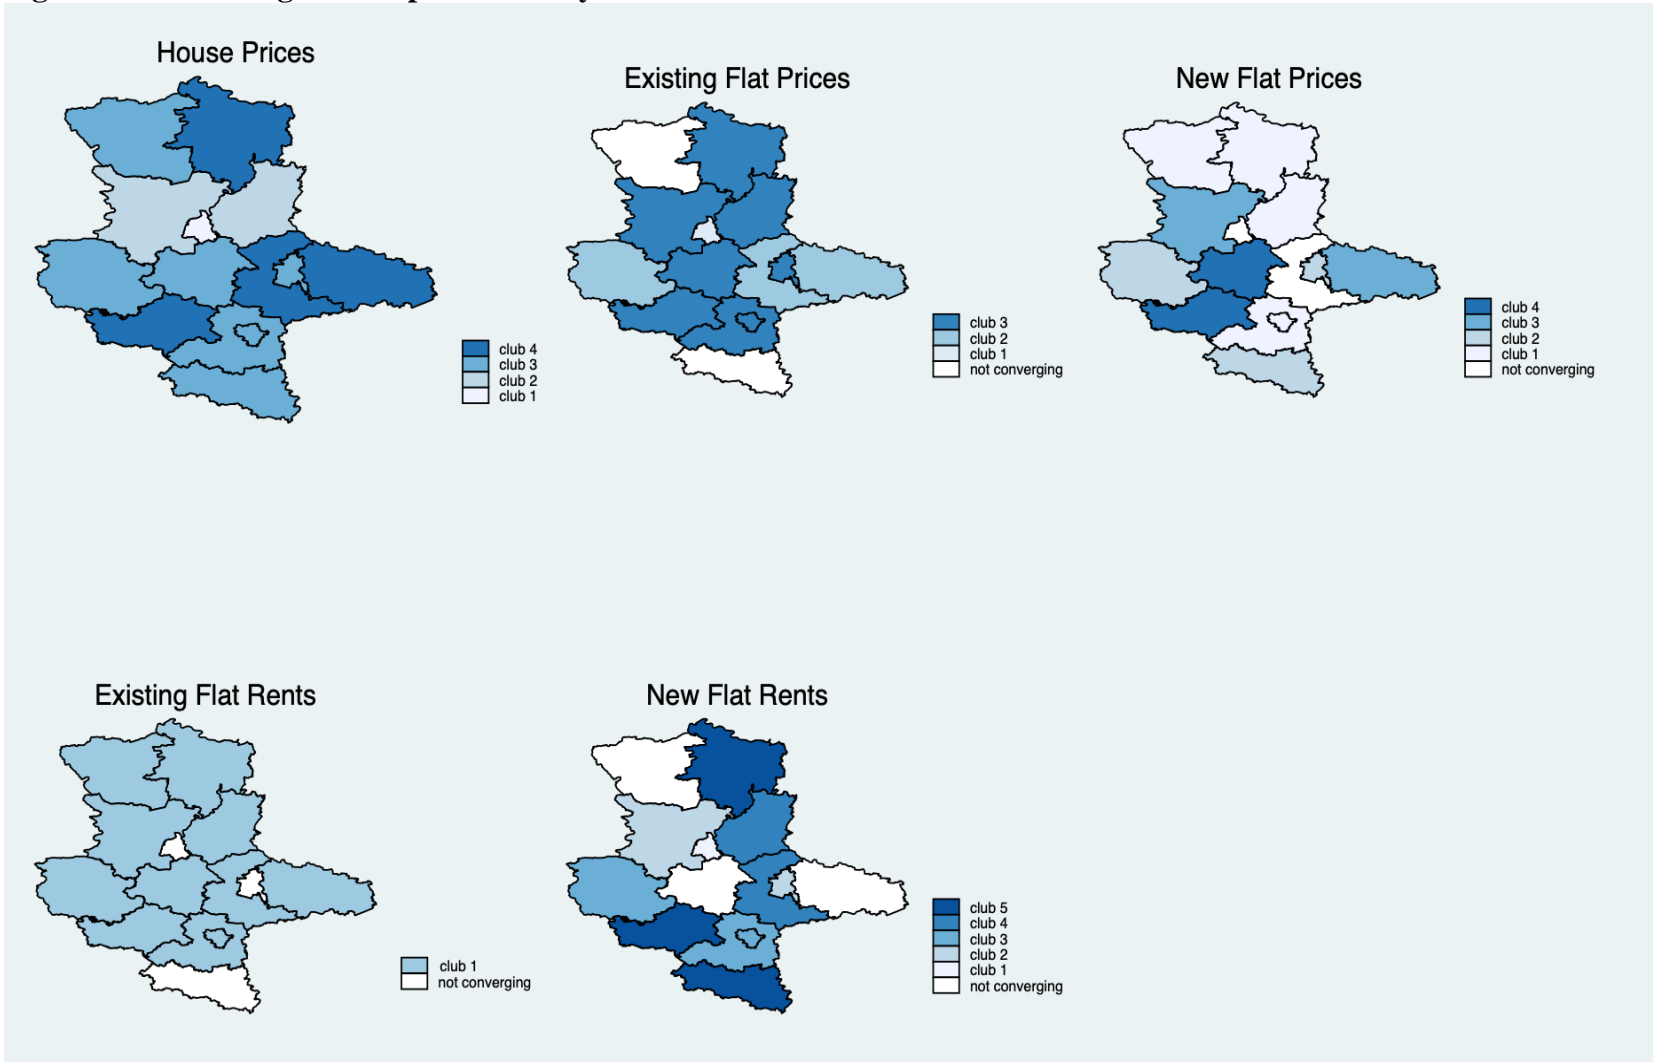 House Prices
club 4
club 3
club 2
club 1
Existing Flat Prices
club 3
club 2
club 1
not converging
New Flat Prices
club 4
club 3
club 2
club 1
not converging
Existing Flat Rents
club 1
not converging
New Flat Rents
club 5
club 4
club 3
club 2
club 1
not converging